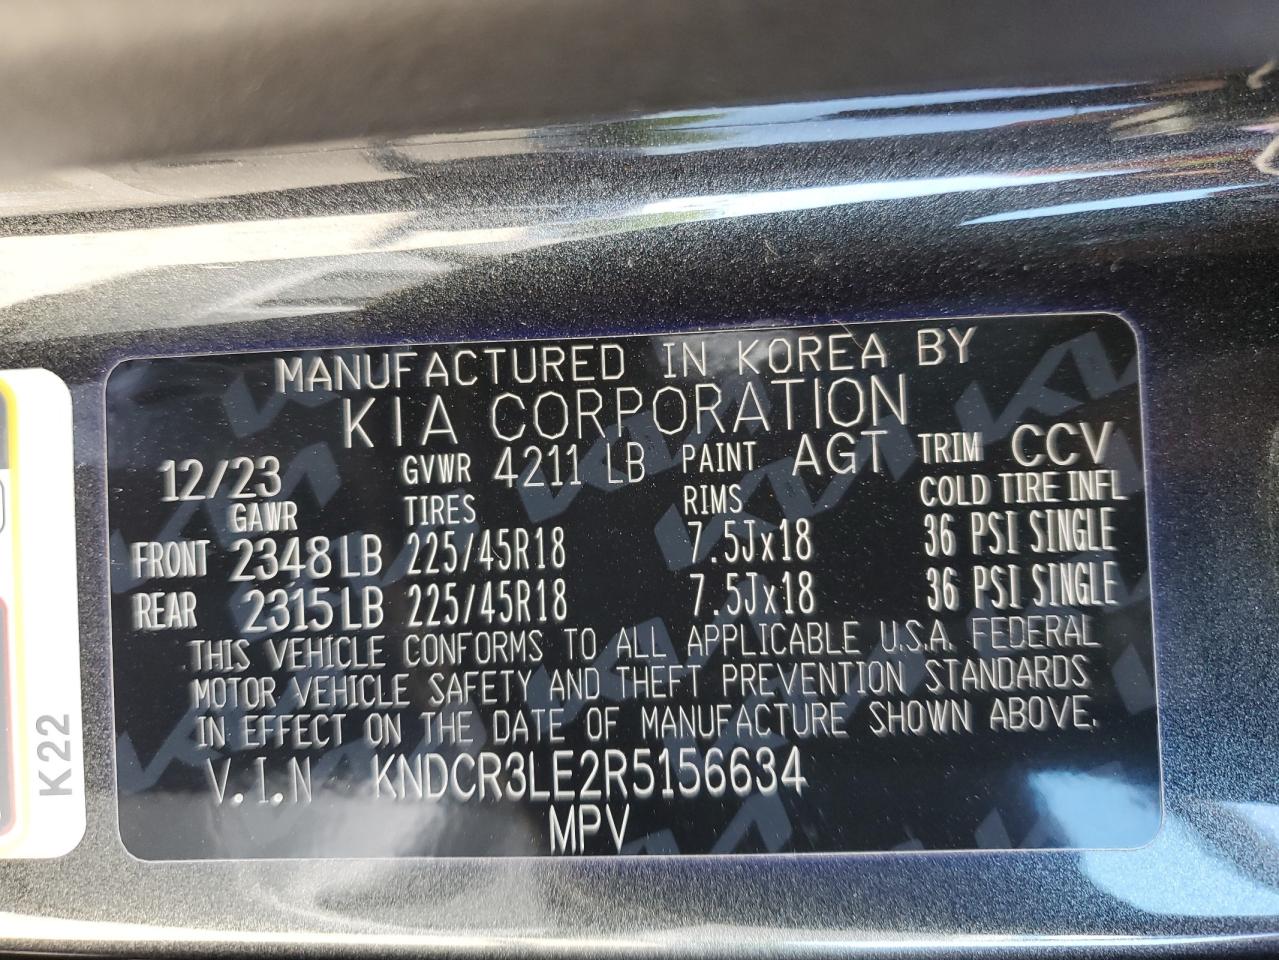 MANUFACTURED IN KOREA BY
KIA CORPORATION
12/23 GVWR 4211 LB PAINT AGT TRIM CCV
GAWR TIRES RIMS COLD TIRE INFL
FRONT 2348 LB 225/45R18 7.5Jx18 36 PSI SINGLE
REAR 2315 LB 225/45R18 7.5Jx18 36 PSI SINGLE
THIS VEHICLE CONFORMS TO ALL APPLICABLE U.S.A. FEDERAL
MOTOR VEHICLE SAFETY AND THEFT PREVENTION STANDARDS
IN EFFECT ON THE DATE OF MANUFACTURE SHOWN ABOVE.
V.I.N KNDCR3LE2R5156634
MPV
K22